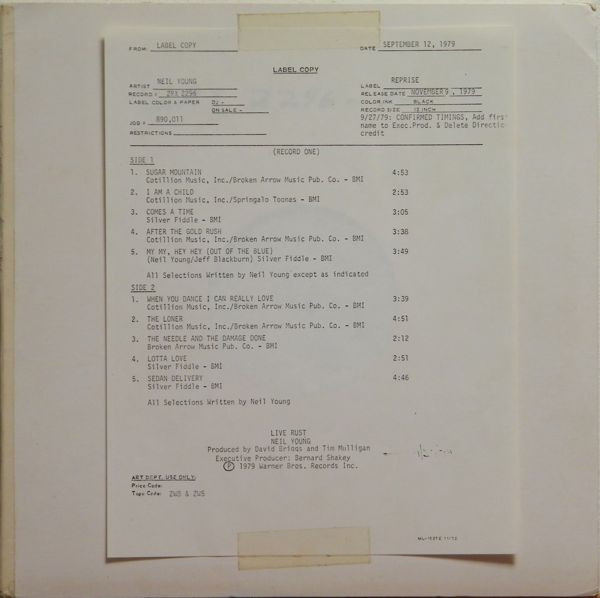 FROM: LABEL COPY
DATE SEPTEMBER 12, 1979
LABEL COPY
ARTIST NEIL YOUNG
RECORD # 2RX 2296
LABEL COLOR & PAPER DJ -
ON SALE -
JOB # 890,011
RESTRICTIONS
LABEL REPRISE
RELEASE DATE NOVEMBER 9, 1979
COLOR INK BLACK
RECORD SIZE 12 INCH
9/27/79: CONFIRMED TIMINGS, Add first
name to Exec.Prod. & Delete Direction
credit
(RECORD ONE)
SIDE 1
1. SUGAR MOUNTAIN 4:53
Cotillion Music, Inc./Broken Arrow Music Pub. Co. - BMI
2. I AM A CHILD 2:53
Cotillion Music, Inc./Springalo Toones - BMI
3. COMES A TIME 3:05
Silver Fiddle - BMI
4. AFTER THE GOLD RUSH 3:38
Cotillion Music, Inc./Broken Arrow Music Pub. Co. - BMI
5. MY MY, HEY HEY (OUT OF THE BLUE) 3:49
(Neil Young/Jeff Blackburn) Silver Fiddle - BMI
All Selections Written by Neil Young except as indicated
SIDE 2
1. WHEN YOU DANCE I CAN REALLY LOVE 3:39
Cotillion Music, Inc./Broken Arrow Music Pub. Co. - BMI
2. THE LONER 4:51
Cotillion Music, Inc./Broken Arrow Music Pub. Co. - BMI
3. THE NEEDLE AND THE DAMAGE DONE 2:12
Broken Arrow Music Pub. Co. - BMI
4. LOTTA LOVE 2:51
Silver Fiddle - BMI
5. SEDAN DELIVERY 4:46
Silver Fiddle - BMI
All Selections Written by Neil Young
LIVE RUST
NEIL YOUNG
Produced by David Briggs and Tim Mulligan
Executive Producer: Bernard Shakey
Ⓟ 1979 Warner Bros. Records Inc.
ART DEPT. USE ONLY:
Price Code:
Tape Code: ZW8 & ZW5